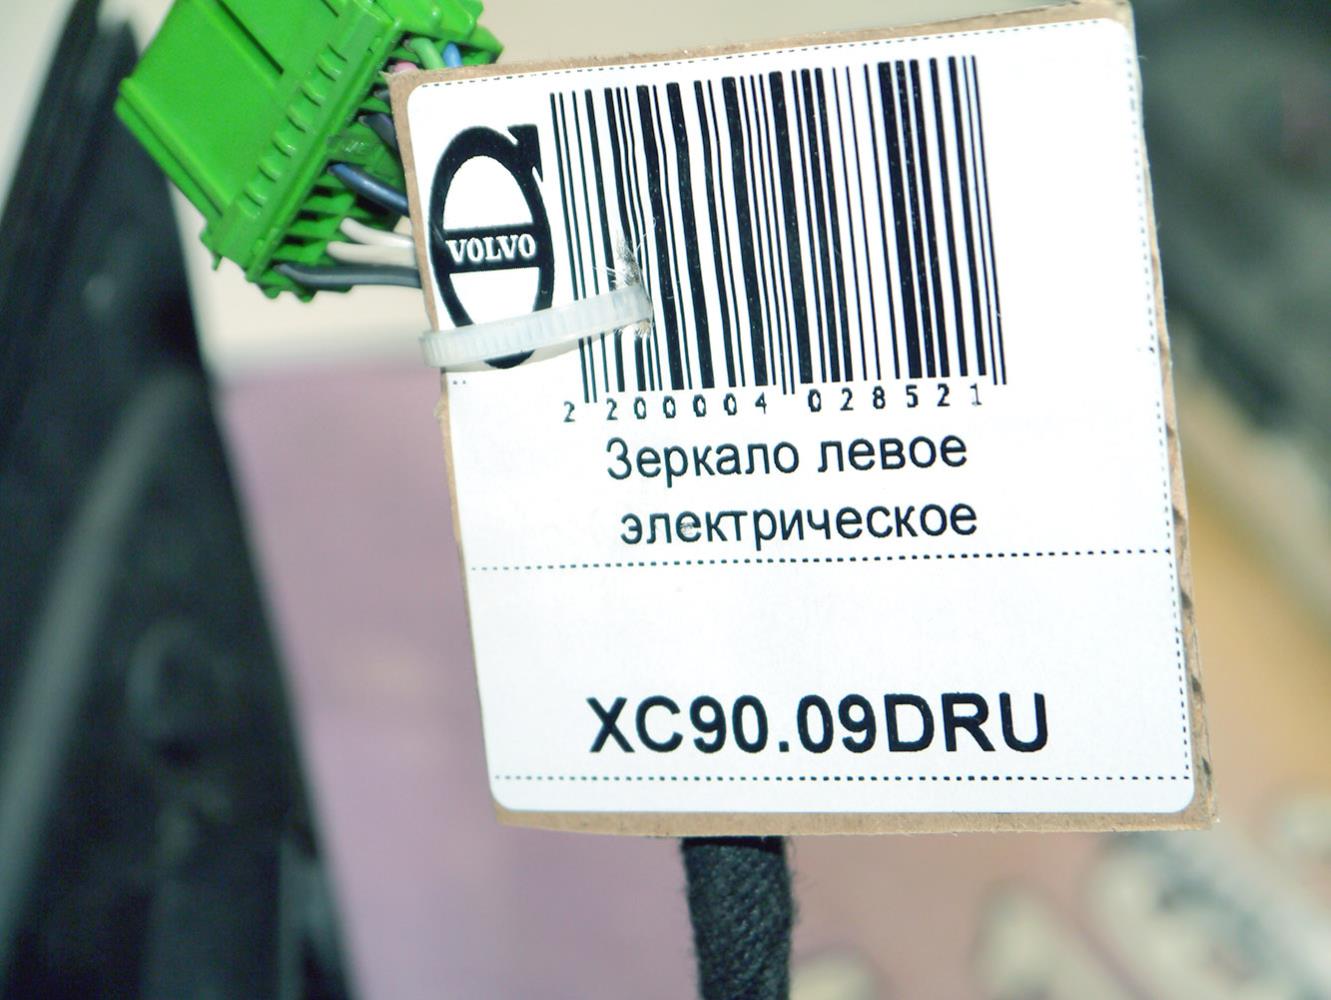 VOLVO
2 200004 028521
Зеркало левое
электрическое
XC90.09DRU